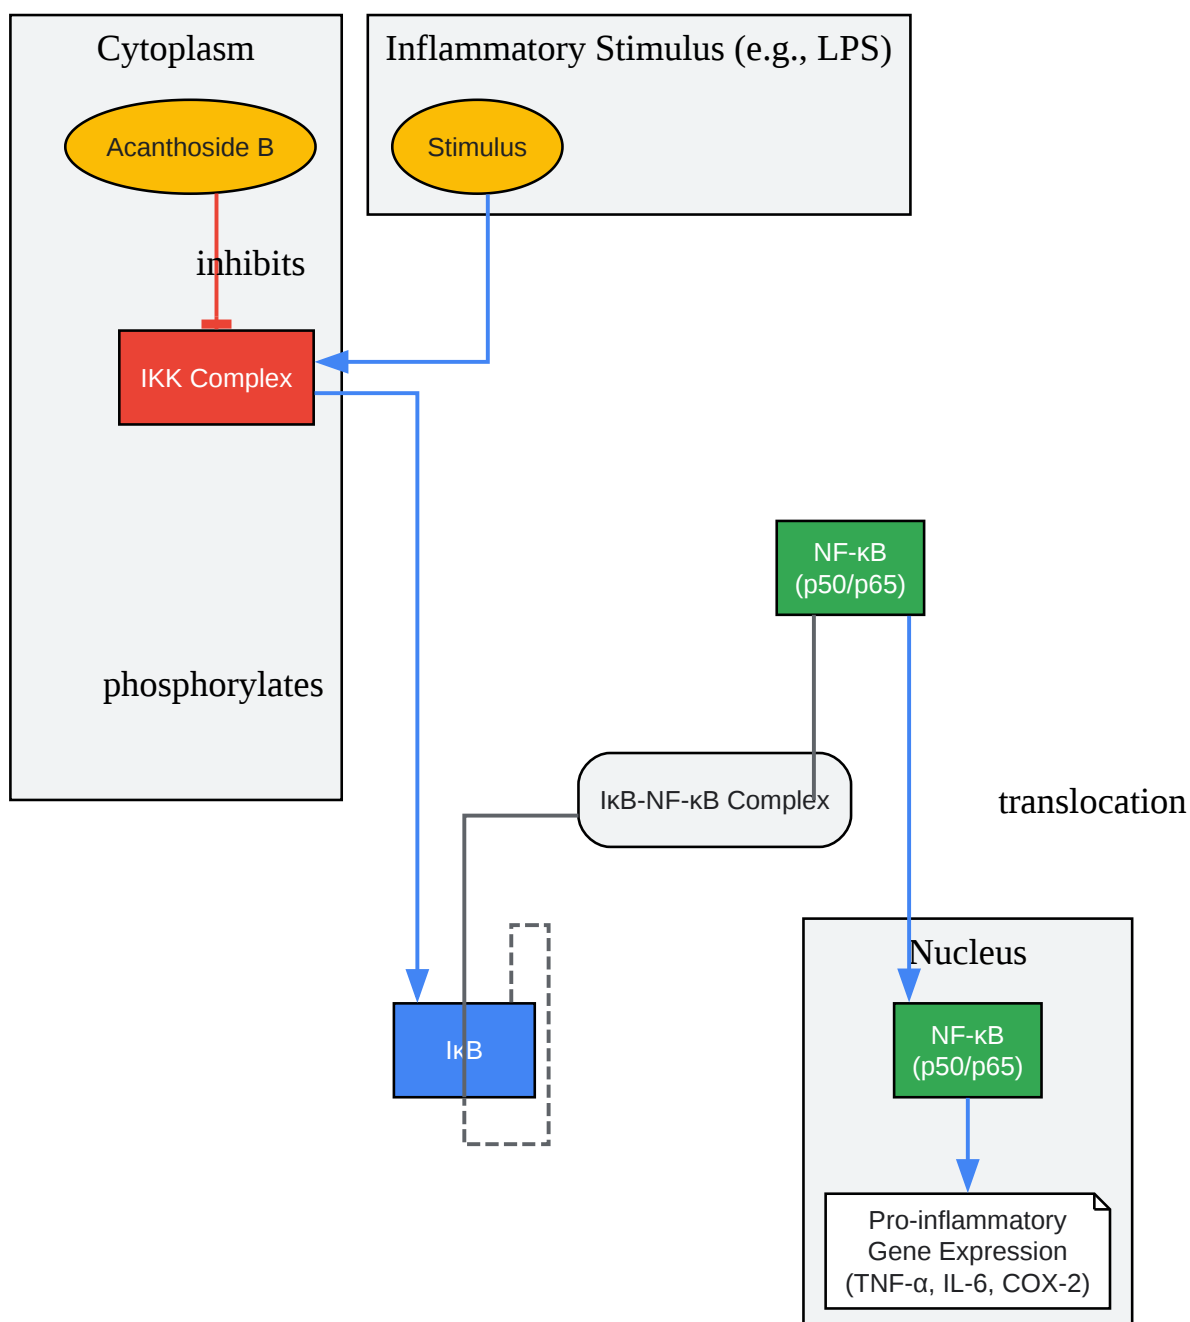 Cytoplasm
Inflammatory Stimulus (e.g., LPS)
Acanthoside B
Stimulus
inhibits
IKK Complex
NF-κB
(p50/p65)
phosphorylates
IκB-NF-κB Complex
translocation
Nucleus
IκB
NF-κB
(p50/p65)
Pro-inflammatory
Gene Expression
(TNF-α, IL-6, COX-2)